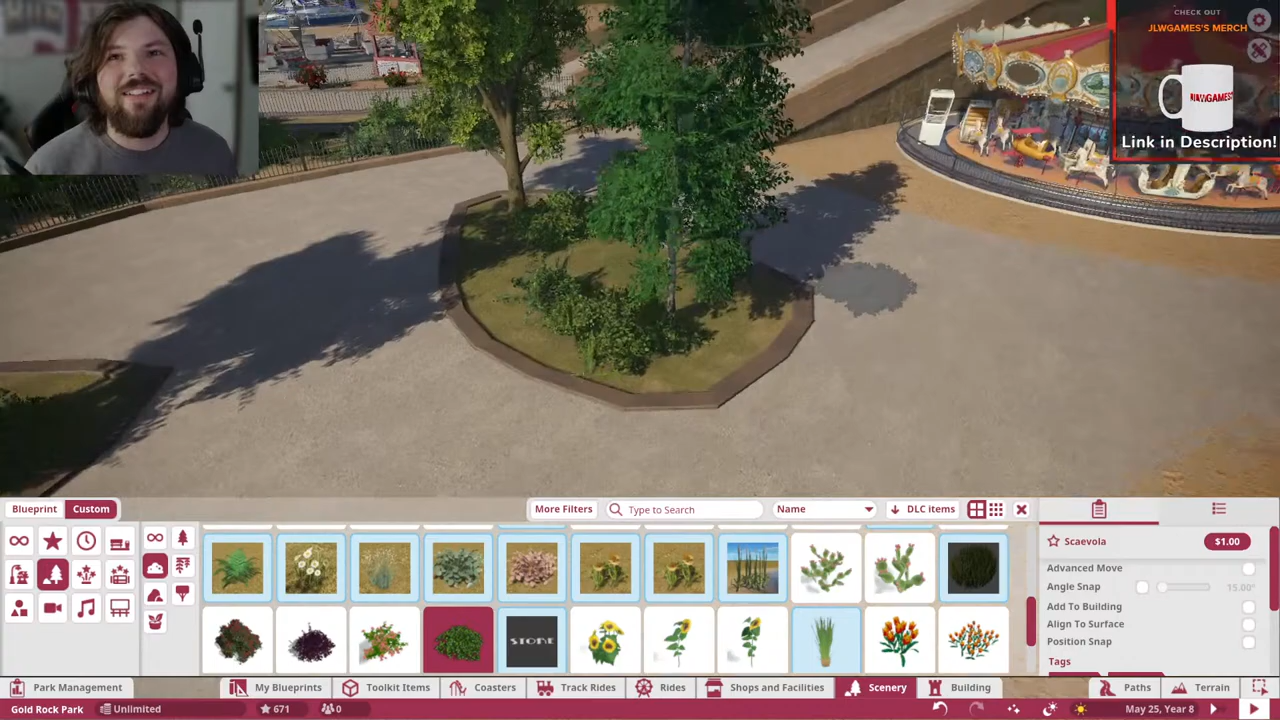 CHECK OUT
JLWGAMES'S MERCH
JLWGAMES
Link in Description!
Blueprint
Custom
More Filters
Type to Search
Name
DLC items
STORE
Scaevola
$1.00
Advanced Move
Angle Snap
15.00°
Add To Building
Align To Surface
Position Snap
Tags
Park Management
My Blueprints
Toolkit Items
Coasters
Track Rides
Rides
Shops and Facilities
Scenery
Building
Paths
Terrain
Gold Rock Park
Unlimited
671
0
May 25, Year 8